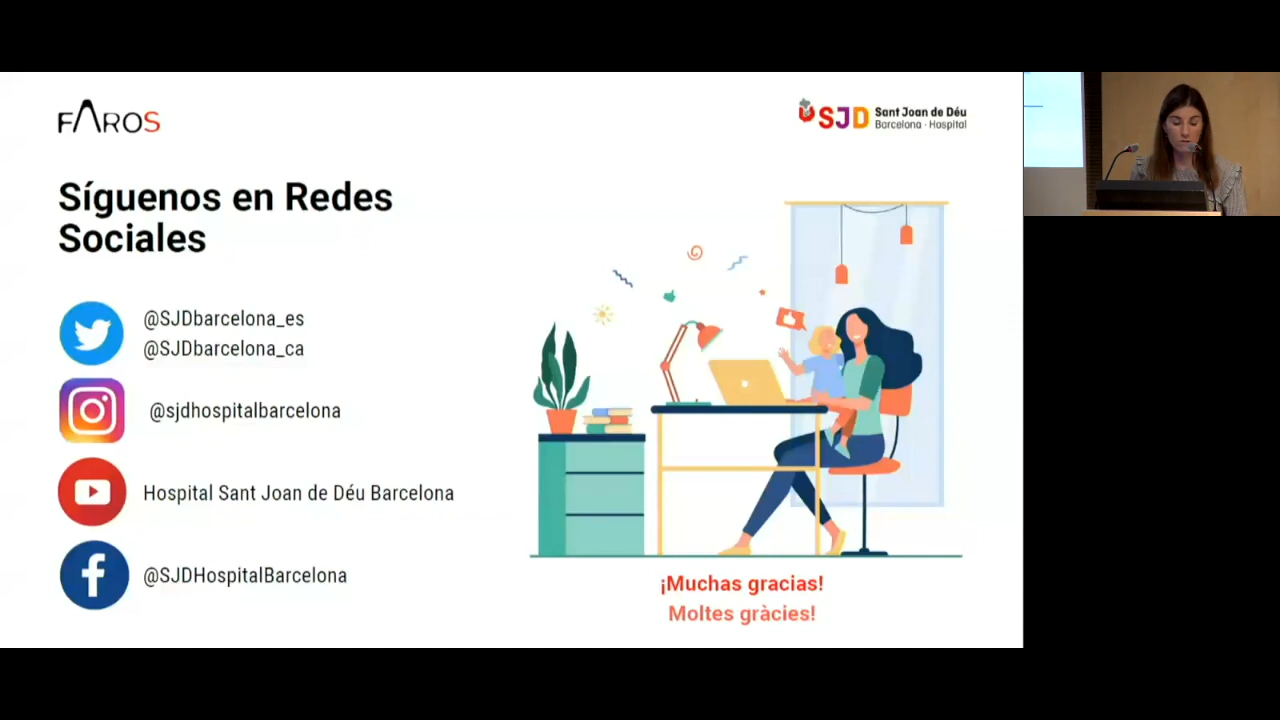 FAROS
SJD Sant Joan de Déu
Barcelona · Hospital
Síguenos en Redes
Sociales
@SJDbarcelona_es
@SJDbarcelona_ca
@sjdhospitalbarcelona
Hospital Sant Joan de Déu Barcelona
@SJDHospitalBarcelona
¡Muchas gracias!
Moltes gràcies!